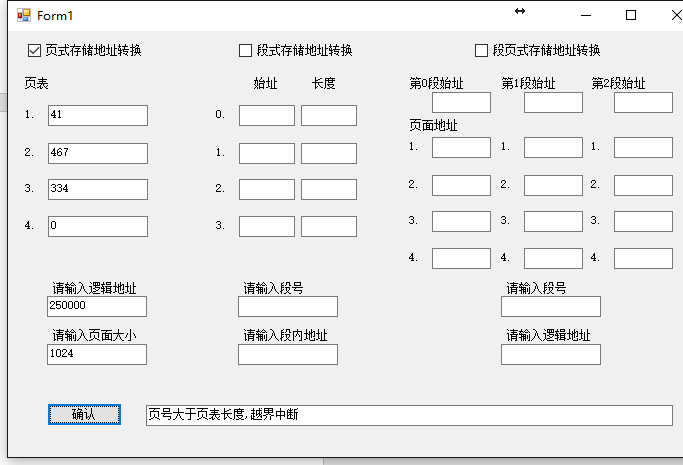 Form1
页式存储地址转换 段式存储地址转换 段页式存储地址转换
页表 始址 长度 第0段始址 第1段始址 第2段始址
页面地址
1. 41 0. 1. 1. 1.
2. 467 1. 2. 2. 2.
3. 334 2. 3. 3. 3.
4. 0 3. 4. 4. 4.
请输入逻辑地址 请输入段号 请输入段号
250000
请输入页面大小 请输入段内地址 请输入逻辑地址
1024
确认 页号大于页表长度,越界中断